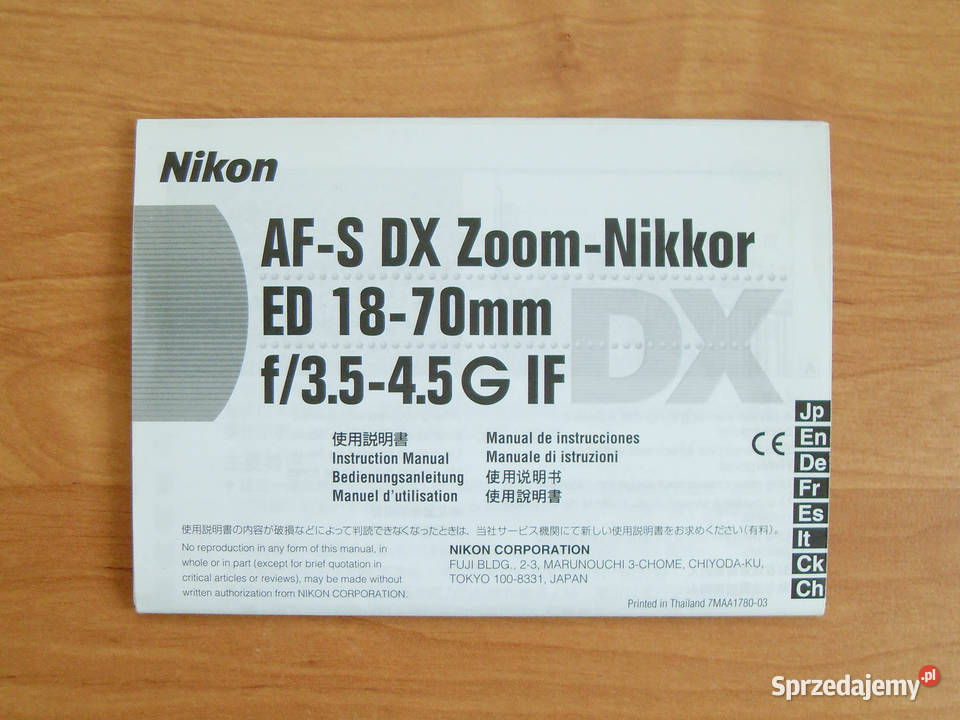 Nikon
AF-S DX Zoom-Nikkor
ED 18-70mm
f/3.5-4.5G IF
DX
使用説明書
Instruction Manual
Bedienungsanleitung
Manuel d'utilisation
Manual de instrucciones
Manuale di istruzioni
使用说明书
使用說明書
CE
Jp
En
De
Fr
Es
It
Ck
Ch
使用説明書の内容が破損などによって判読できなくなったときは、当社サービス機関にて新しい使用説明書をお求めください(有料)。
No reproduction in any form of this manual, in
whole or in part (except for brief quotation in
critical articles or reviews), may be made without
written authorization from NIKON CORPORATION.
NIKON CORPORATION
FUJI BLDG., 2-3, MARUNOUCHI 3-CHOME, CHIYODA-KU,
TOKYO 100-8331, JAPAN
Printed in Thailand 7MAA1780-03
Sprzedajemy.pl